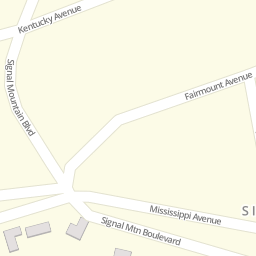 Kentucky Avenue
Signal Mountain Blvd
Fairmount Avenue
S I
Mississippi Avenue
Signal Mtn Boulevard